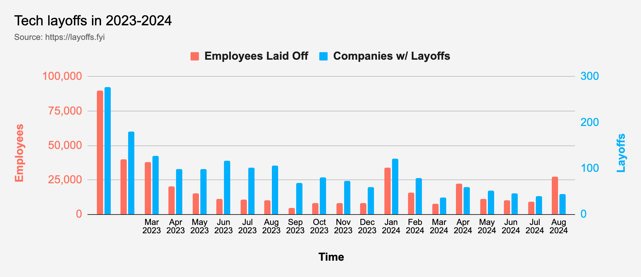 Tech layoffs in 2023-2024
Source: https://layoffs.fyi
Employees Laid Off
Companies w/ Layoffs
100,000
75,000
50,000
25,000
0
Employees
300
200
100
0
Layoffs
Mar 2023
Apr 2023
May 2023
Jun 2023
Jul 2023
Aug 2023
Sep 2023
Oct 2023
Nov 2023
Dec 2023
Jan 2024
Feb 2024
Mar 2024
Apr 2024
May 2024
Jun 2024
Jul 2024
Aug 2024
Time